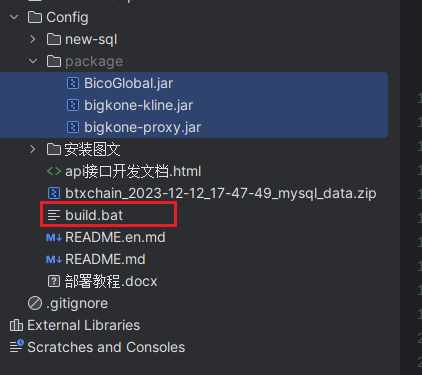 Config
new-sql
package
BicoGlobal.jar
bigkone-kline.jar
bigkone-proxy.jar
安装图文
api接口开发文档.html
btxchain_2023-12-12_17-47-49_mysql_data.zip
build.bat
README.en.md
README.md
部署教程.docx
.gitignore
External Libraries
Scratches and Consoles